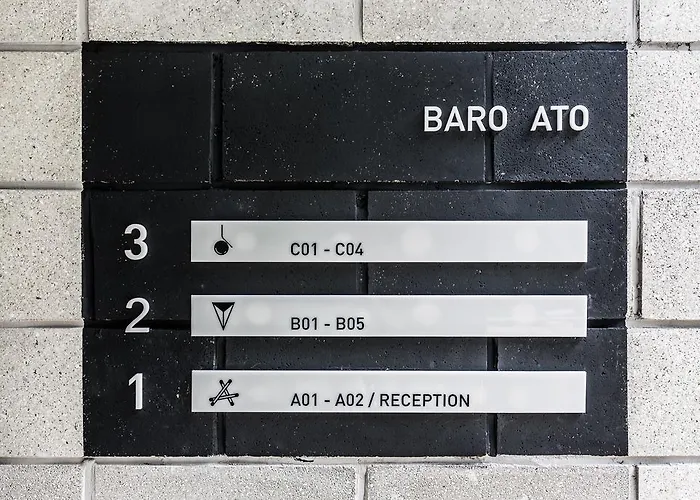 BARO ATO
3 C01 - C04
2 B01 - B05
1 A01 - A02 / RECEPTION